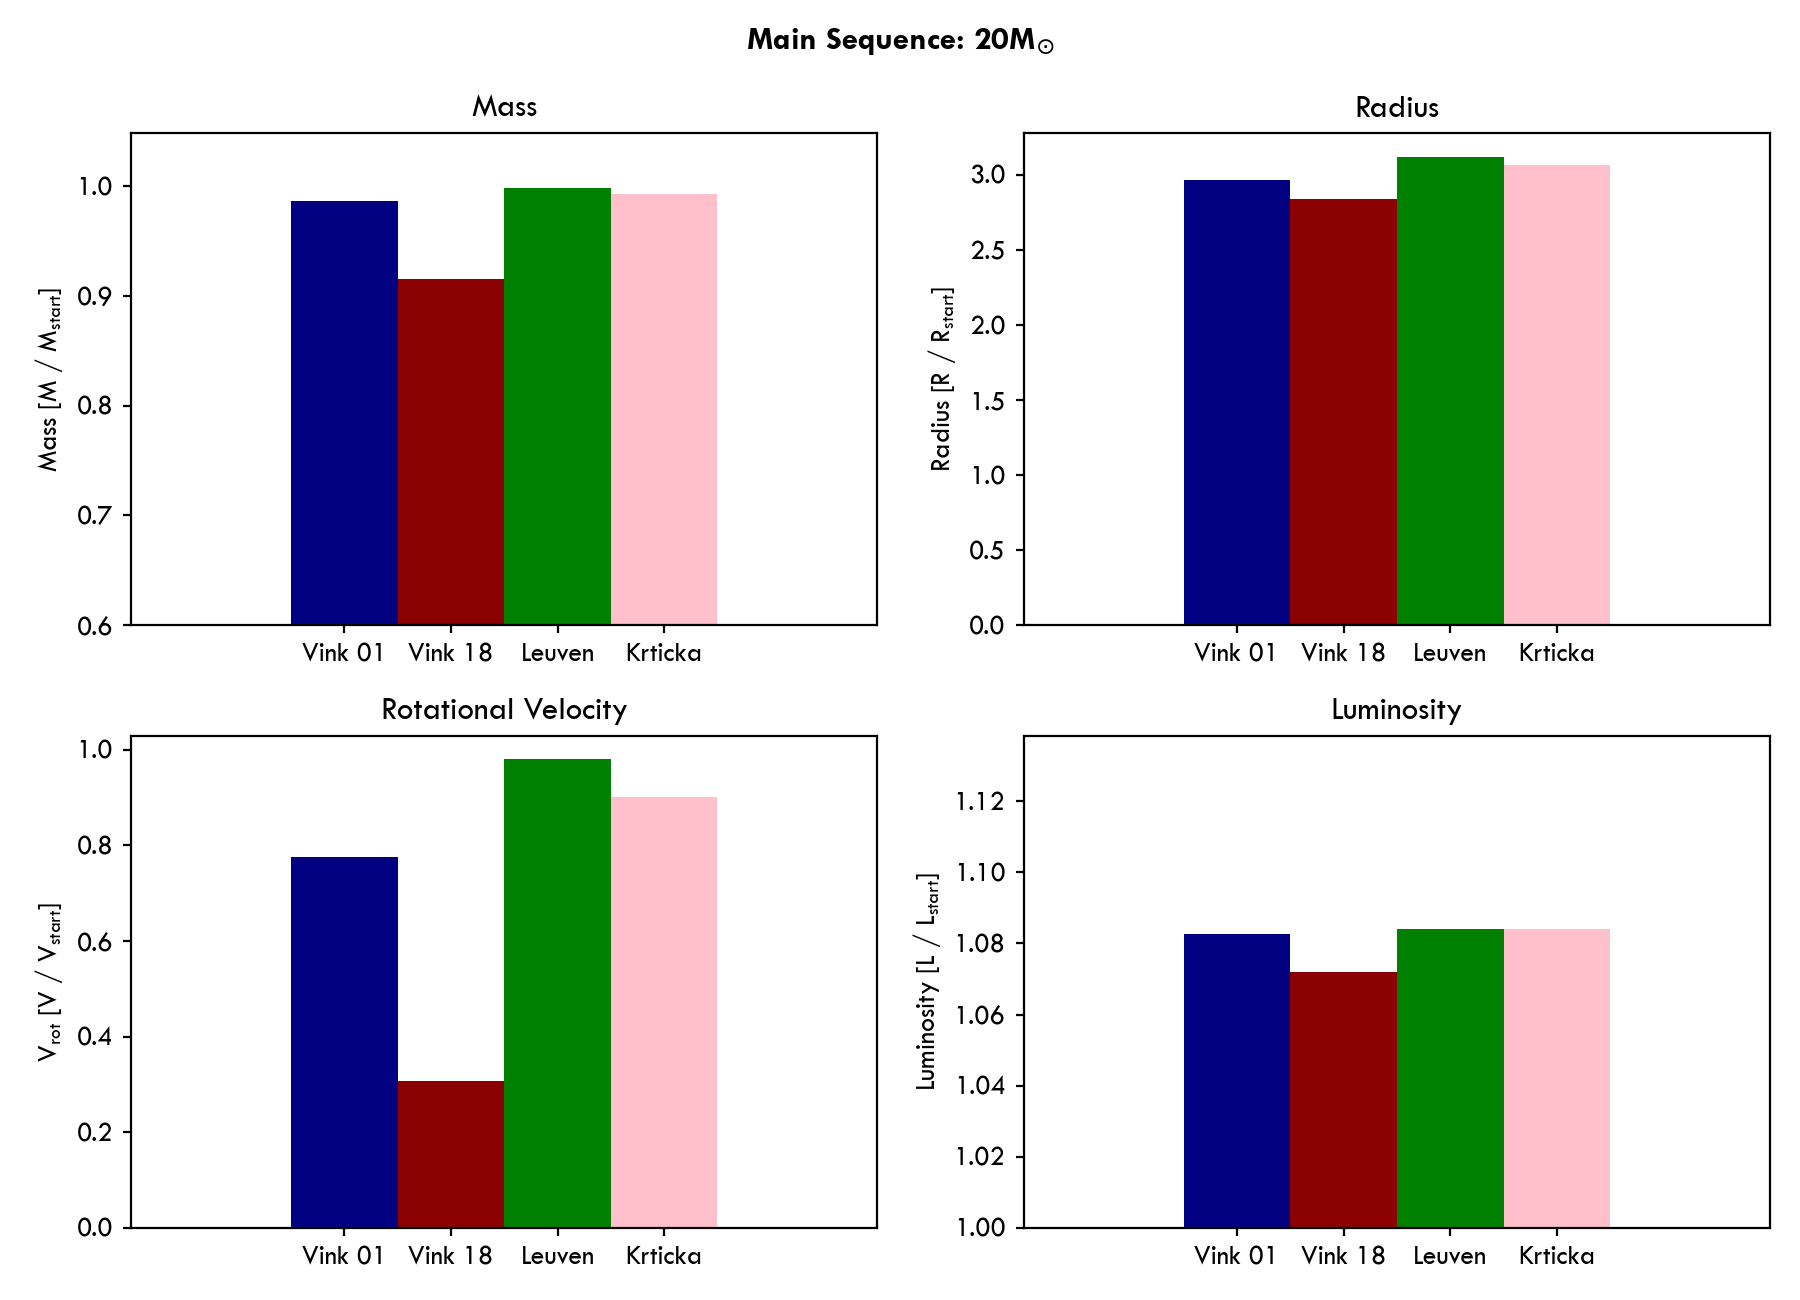 Main Sequence: 20M☉
Mass
Mass [M / Mstart]
1.0
0.9
0.8
0.7
0.6
Vink 01 Vink 18 Leuven Krticka
Radius
Radius [R / Rstart]
3.0
2.5
2.0
1.5
1.0
0.5
0.0
Vink 01 Vink 18 Leuven Krticka
Rotational Velocity
Vrot [V / Vstart]
1.0
0.8
0.6
0.4
0.2
0.0
Vink 01 Vink 18 Leuven Krticka
Luminosity
Luminosity [L / Lstart]
1.12
1.10
1.08
1.06
1.04
1.02
1.00
Vink 01 Vink 18 Leuven Krticka